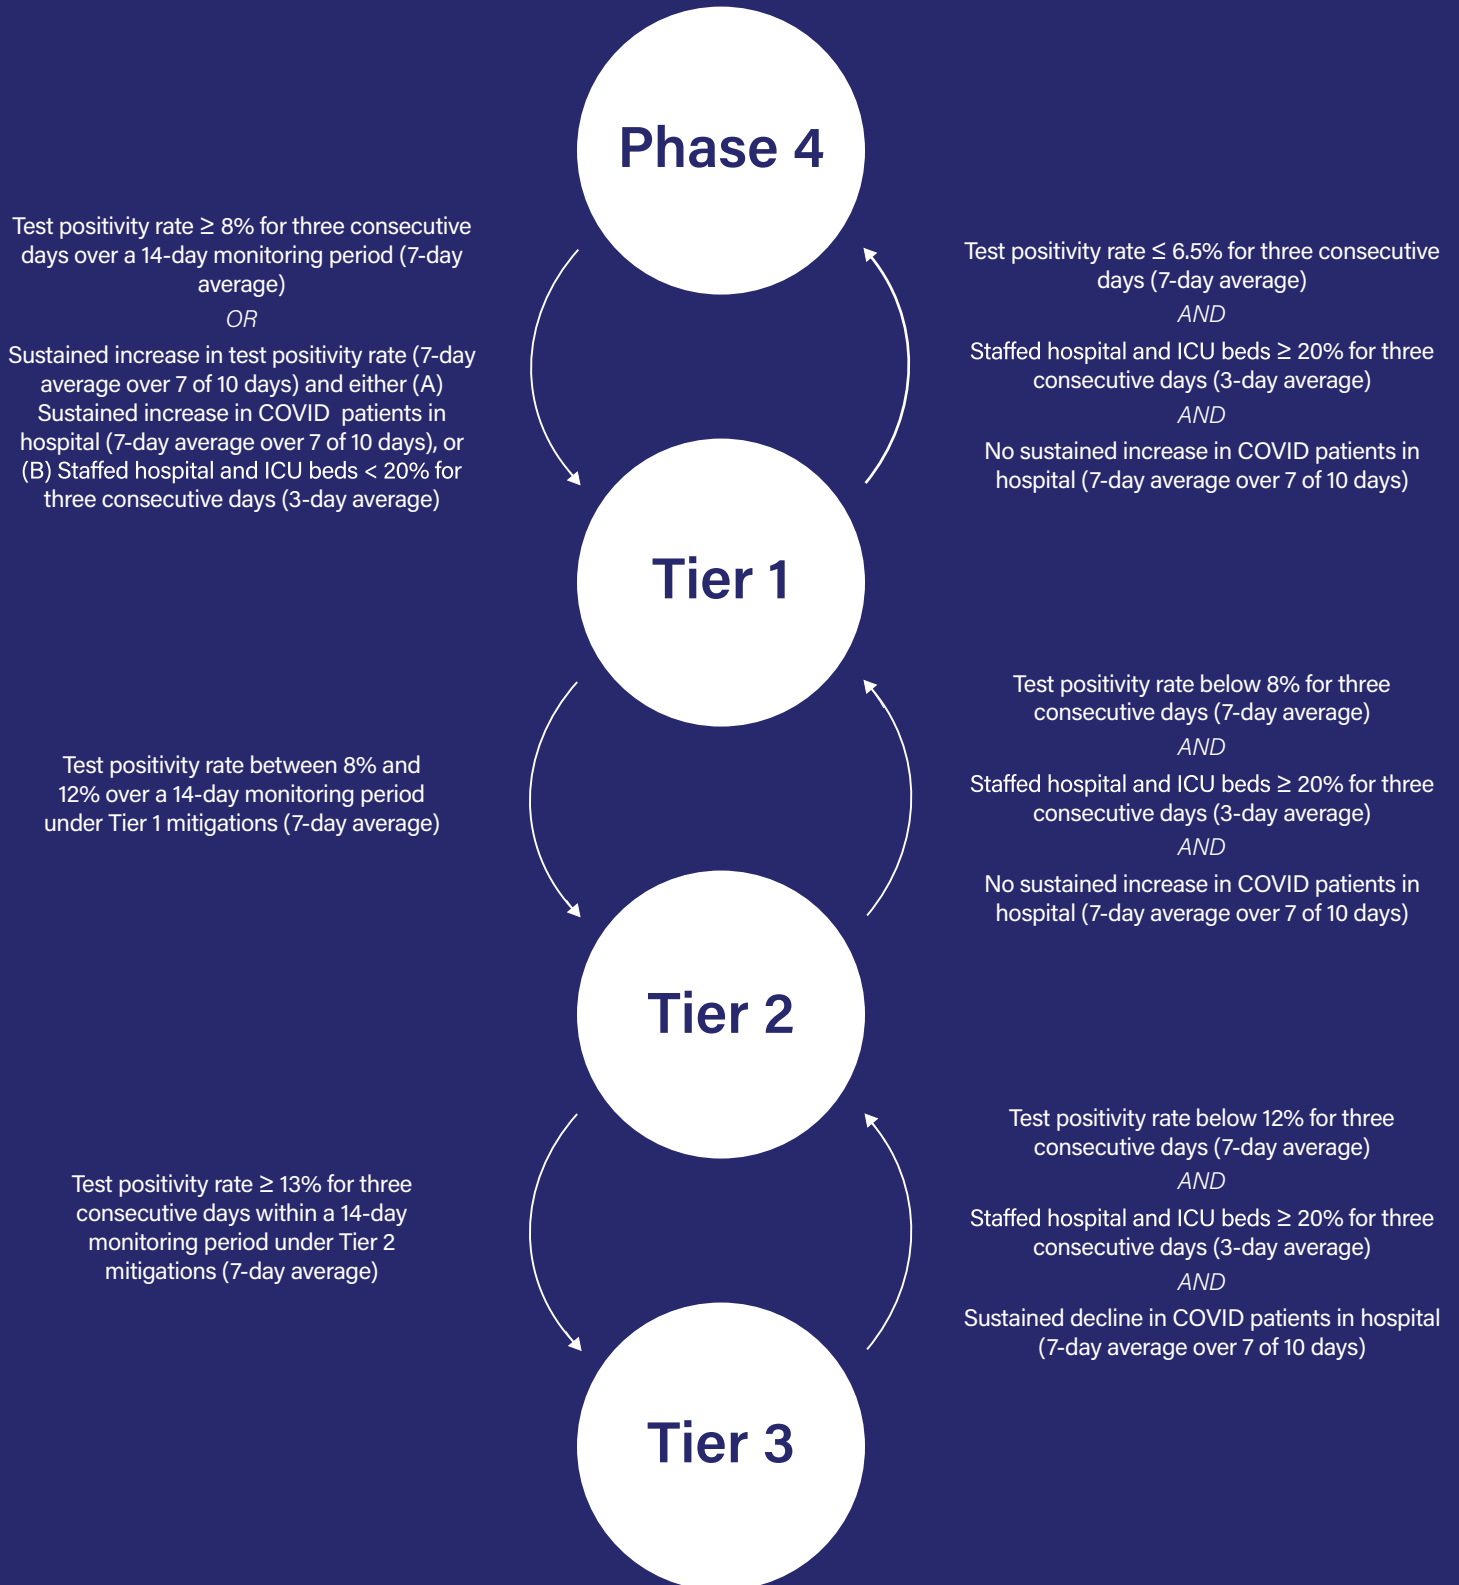 Phase 4
Test positivity rate ≥ 8% for three consecutive
days over a 14-day monitoring period (7-day
average)
OR
Sustained increase in test positivity rate (7-day
average over 7 of 10 days) and either (A)
Sustained increase in COVID  patients in
hospital (7-day average over 7 of 10 days), or
(B) Staffed hospital and ICU beds < 20% for
three consecutive days (3-day average)
Test positivity rate ≤ 6.5% for three consecutive
days (7-day average)
AND
Staffed hospital and ICU beds ≥ 20% for three
consecutive days (3-day average)
AND
No sustained increase in COVID patients in
hospital (7-day average over 7 of 10 days)
Tier 1
Test positivity rate between 8% and
12% over a 14-day monitoring period
under Tier 1 mitigations (7-day average)
Test positivity rate below 8% for three
consecutive days (7-day average)
AND
Staffed hospital and ICU beds ≥ 20% for three
consecutive days (3-day average)
AND
No sustained increase in COVID patients in
hospital (7-day average over 7 of 10 days)
Tier 2
Test positivity rate ≥ 13% for three
consecutive days within a 14-day
monitoring period under Tier 2
mitigations (7-day average)
Test positivity rate below 12% for three
consecutive days (7-day average)
AND
Staffed hospital and ICU beds ≥ 20% for three
consecutive days (3-day average)
AND
Sustained decline in COVID patients in hospital
(7-day average over 7 of 10 days)
Tier 3